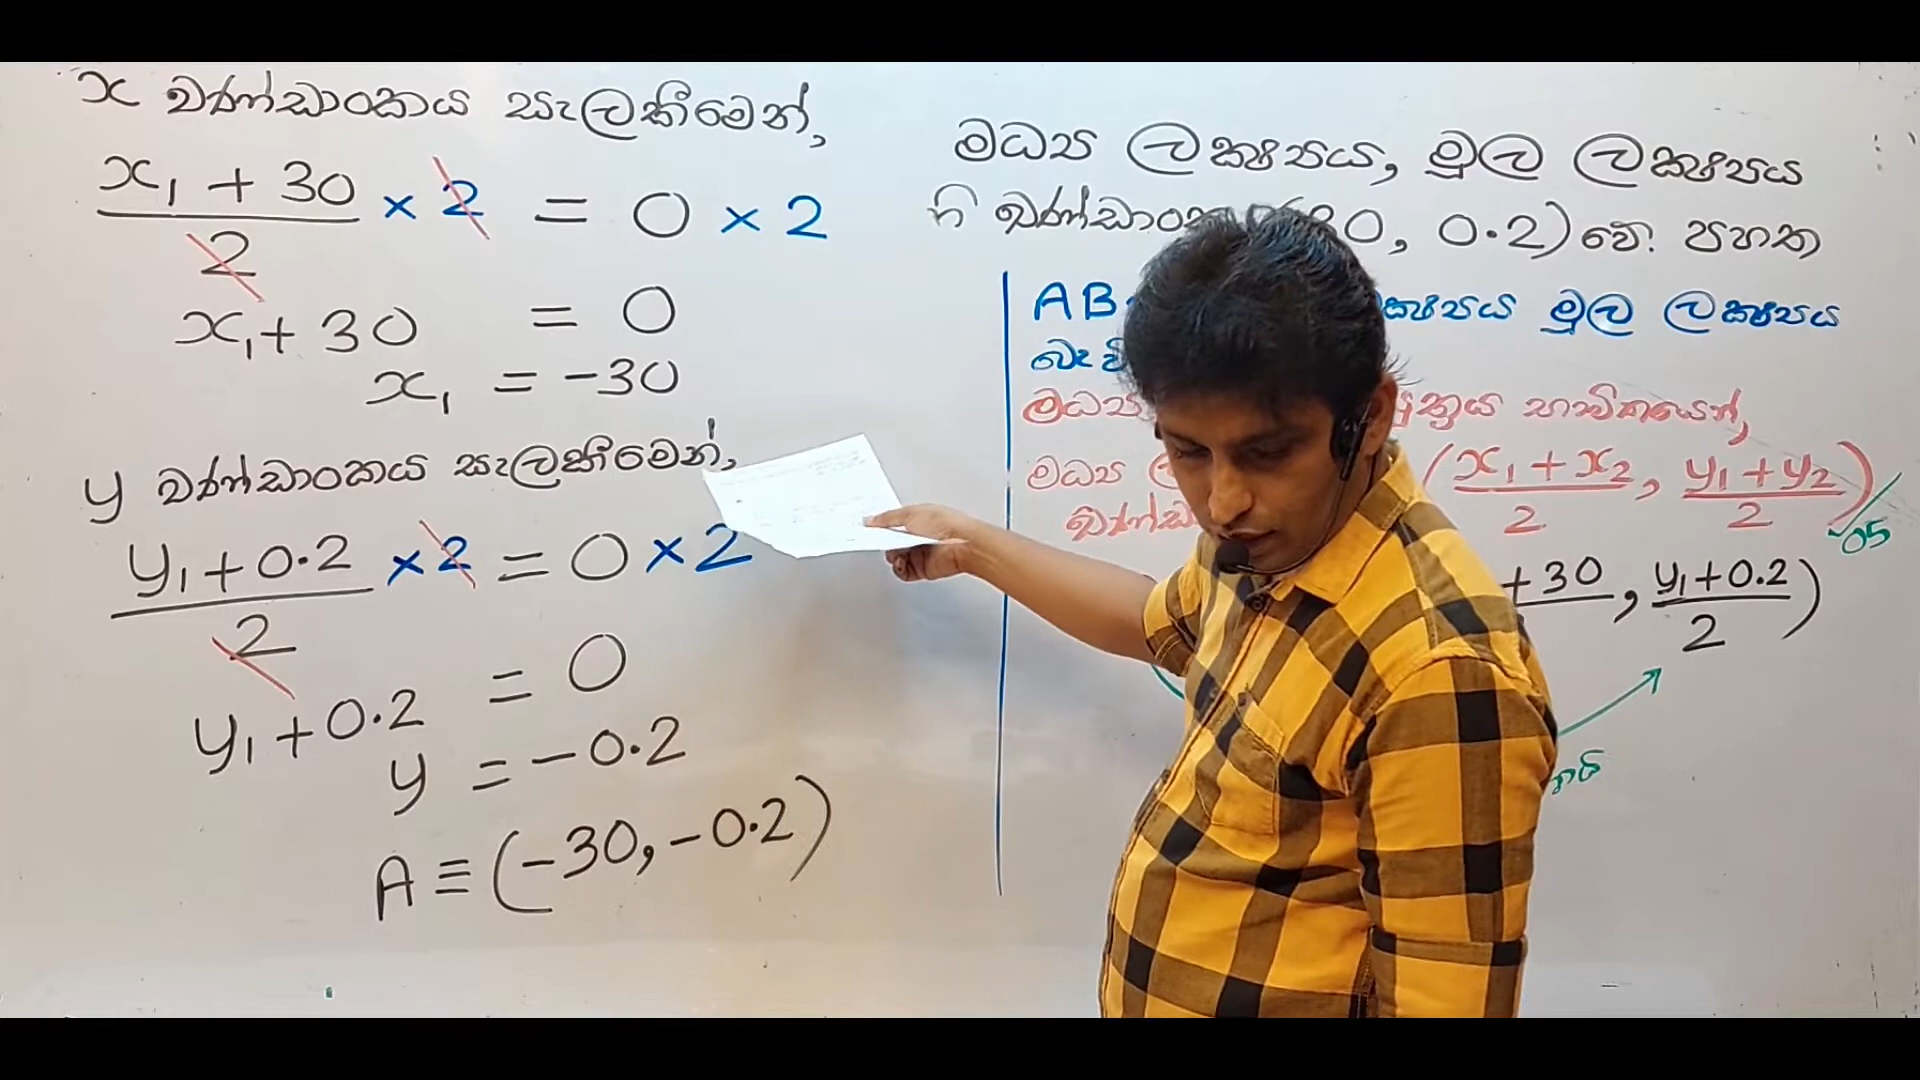 x ඛණ්ඩාංකය සැලකීමෙන්,
x₁ + 30 / 2 × 2 = 0 × 2
x₁ + 30 = 0
x₁ = -30
y ඛණ්ඩාංකය සැලකීමෙන්,
y₁ + 0.2 / 2 × 2 = 0 × 2
y₁ + 0.2 = 0
y = -0.2
A ≡ (-30, -0.2)
මධ්‍ය ලක්ෂ්‍යය, මූල ලක්ෂ්‍යය
0, 0.2) වේ. පහත
AB මූල ලක්ෂ්‍යය
මධ්‍ය භාවිතයෙන්,
මධ්‍ය (x₁ + x₂ / 2, y₁ + y₂ / 2)
05
+ 30, y₁ + 0.2 / 2)